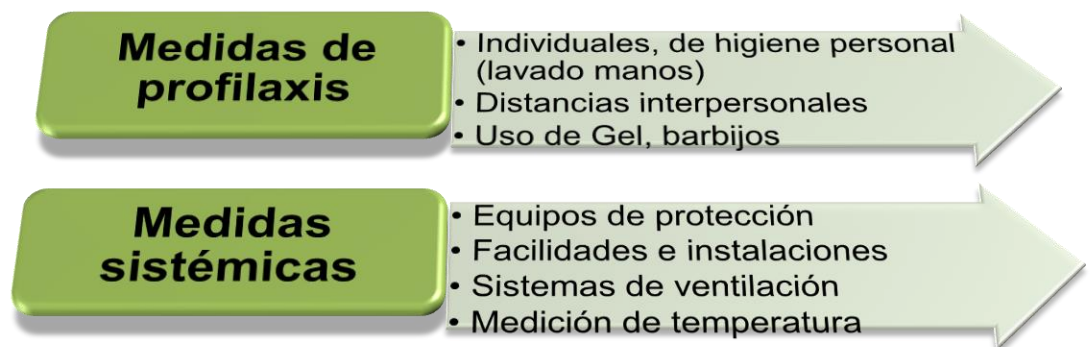 Medidas de
profilaxis
• Individuales, de higiene personal
(lavado manos)
• Distancias interpersonales
• Uso de Gel, barbijos
Medidas
sistémicas
• Equipos de protección
• Facilidades e instalaciones
• Sistemas de ventilación
• Medición de temperatura